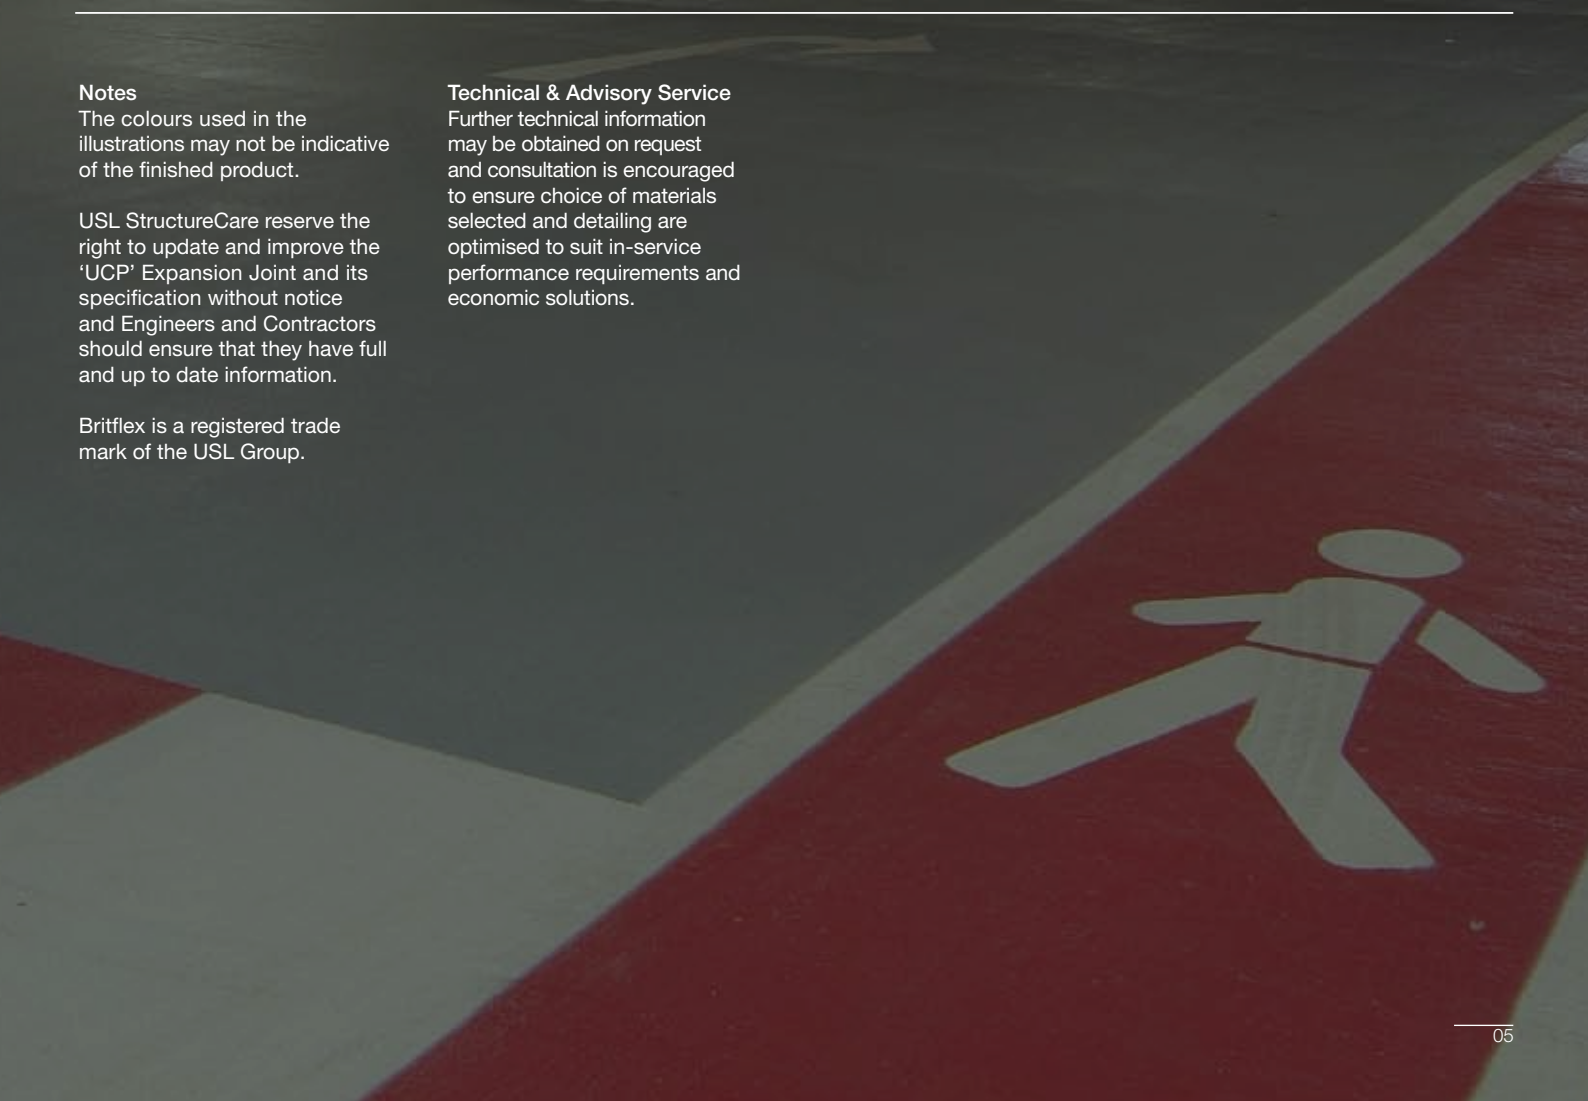 Notes
The colours used in the
illustrations may not be indicative
of the finished product.
USL StructureCare reserve the
right to update and improve the
‘UCP’ Expansion Joint and its
specification without notice
and Engineers and Contractors
should ensure that they have full
and up to date information.
Britflex is a registered trade
mark of the USL Group.
Technical & Advisory Service
Further technical information
may be obtained on request
and consultation is encouraged
to ensure choice of materials
selected and detailing are
optimised to suit in-service
performance requirements and
economic solutions.
05